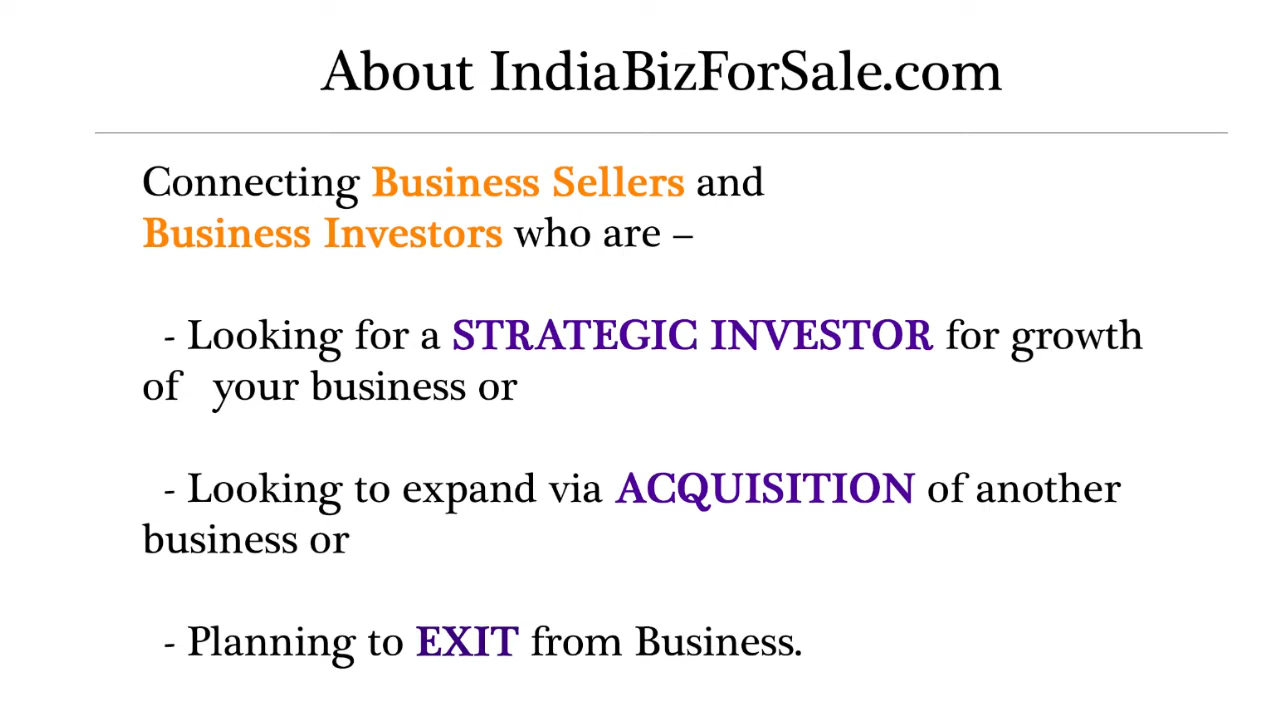 About IndiaBizForSale.com
Connecting Business Sellers and
Business Investors who are –
- Looking for a STRATEGIC INVESTOR for growth
of your business or
- Looking to expand via ACQUISITION of another
business or
- Planning to EXIT from Business.